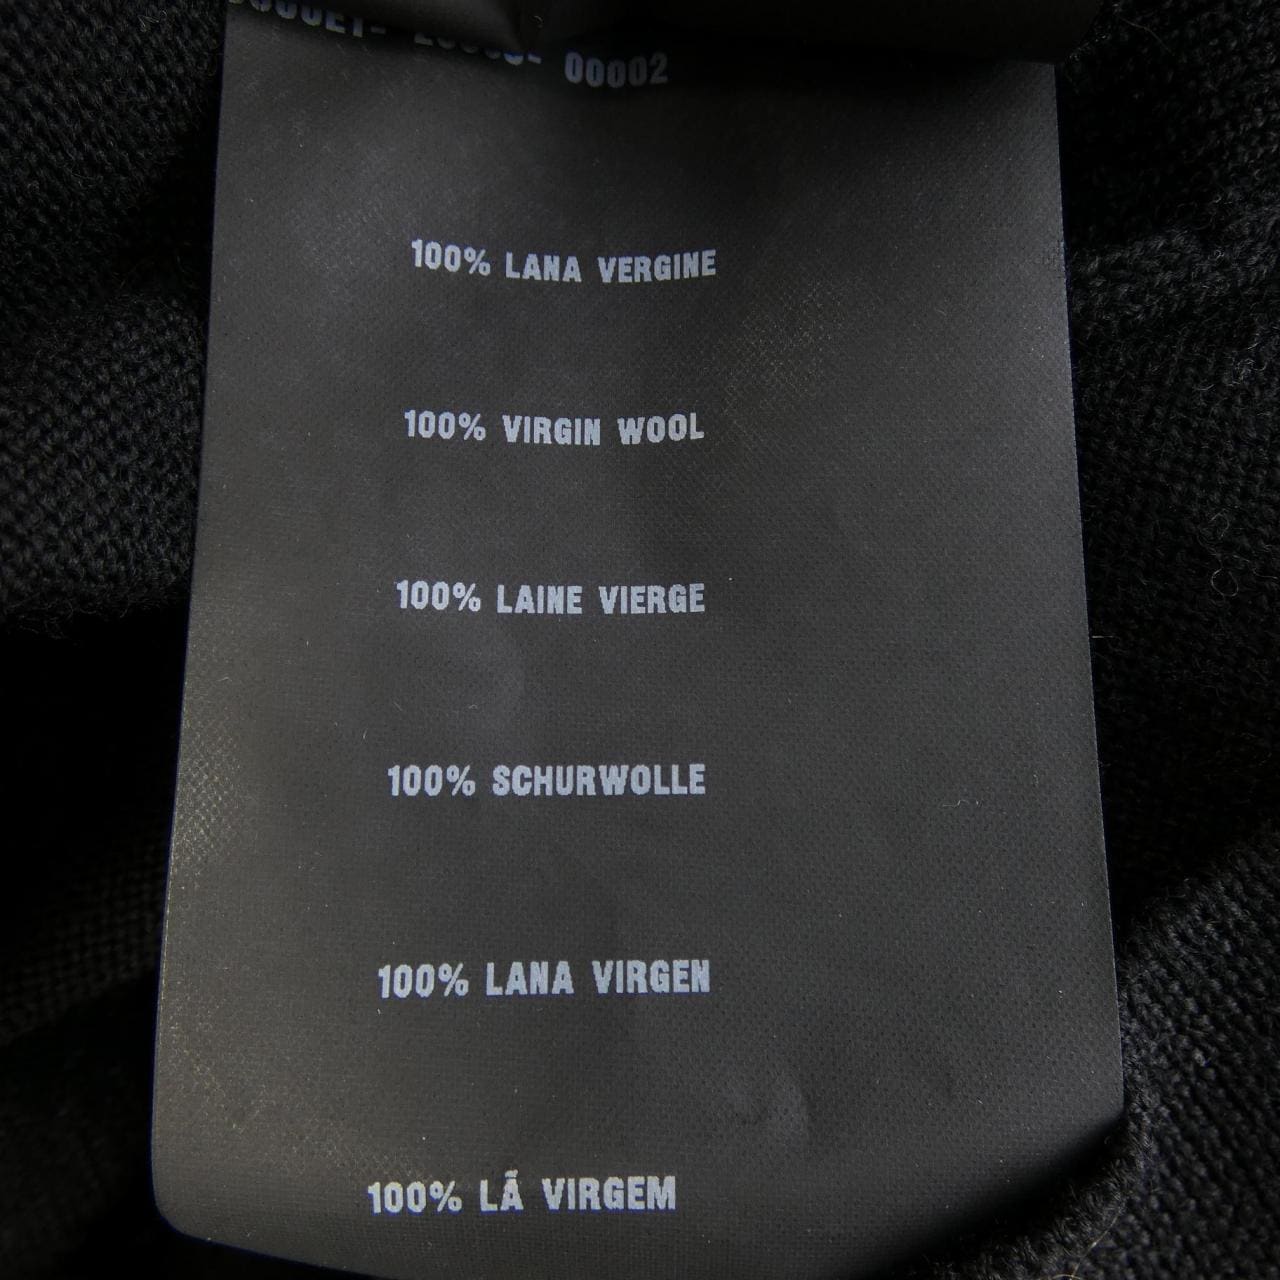 00002
100% LANA VERGINE
100% VIRGIN WOOL
100% LAINE VIERGE
100% SCHURWOLLE
100% LANA VIRGEN
100% LÃ VIRGEM